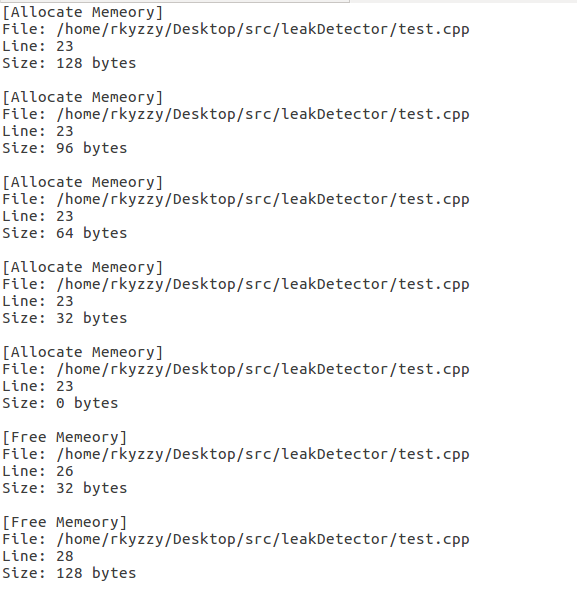 [Allocate Memeory]
File: /home/rkyzzy/Desktop/src/leakDetector/test.cpp
Line: 23
Size: 128 bytes
[Allocate Memeory]
File: /home/rkyzzy/Desktop/src/leakDetector/test.cpp
Line: 23
Size: 96 bytes
[Allocate Memeory]
File: /home/rkyzzy/Desktop/src/leakDetector/test.cpp
Line: 23
Size: 64 bytes
[Allocate Memeory]
File: /home/rkyzzy/Desktop/src/leakDetector/test.cpp
Line: 23
Size: 32 bytes
[Allocate Memeory]
File: /home/rkyzzy/Desktop/src/leakDetector/test.cpp
Line: 23
Size: 0 bytes
[Free Memeory]
File: /home/rkyzzy/Desktop/src/leakDetector/test.cpp
Line: 26
Size: 32 bytes
[Free Memeory]
File: /home/rkyzzy/Desktop/src/leakDetector/test.cpp
Line: 28
Size: 128 bytes